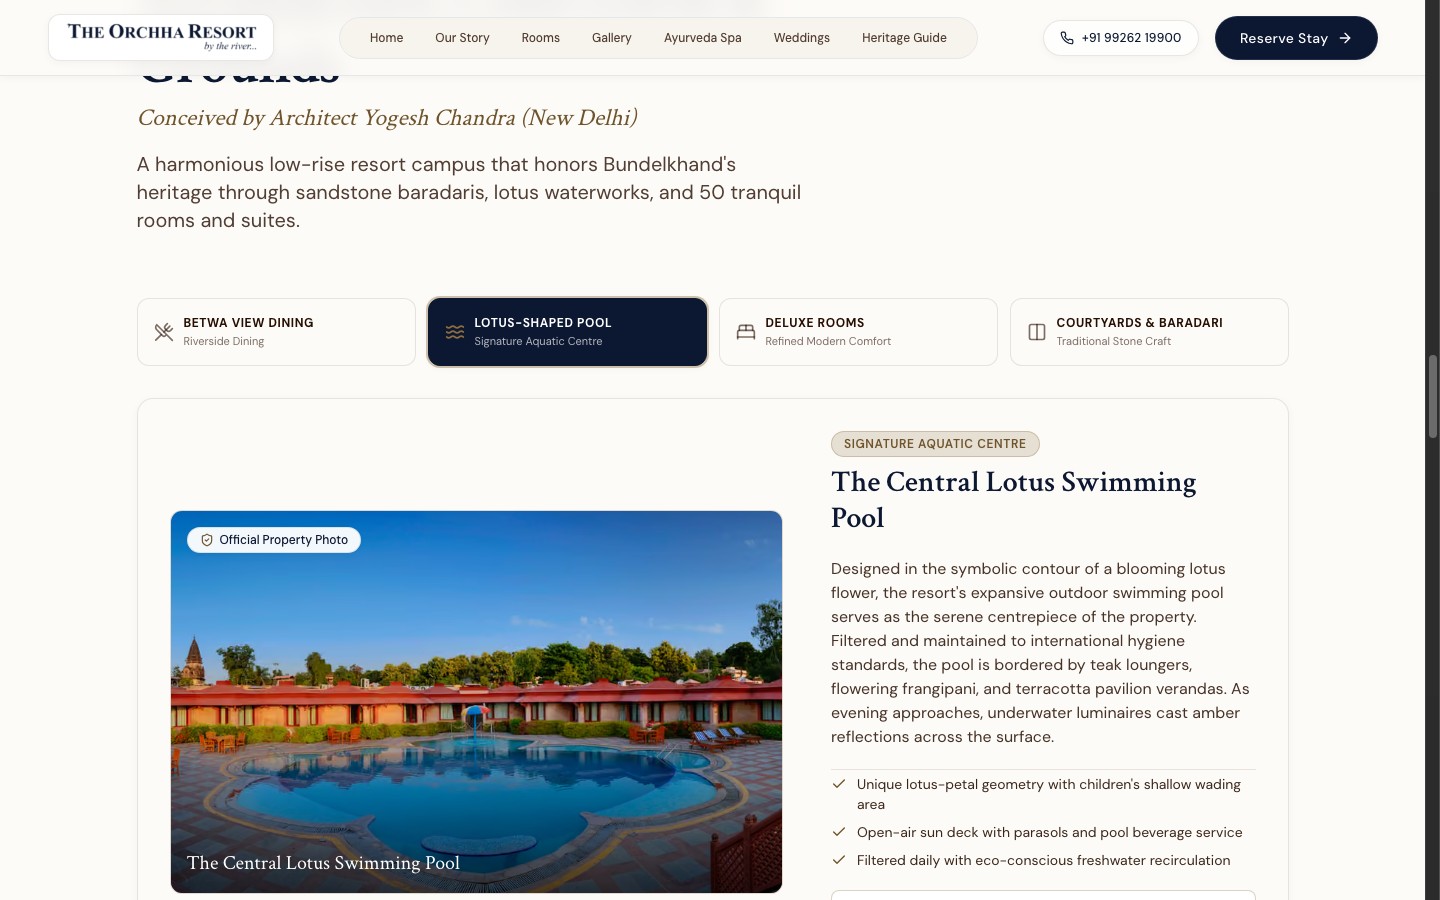 THE ORCHHA RESORT
by the river...
Home
Our Story
Rooms
Gallery
Ayurveda Spa
Weddings
Heritage Guide
+91 99262 19900
Reserve Stay
Grounds
Conceived by Architect Yogesh Chandra (New Delhi)
A harmonious low-rise resort campus that honors Bundelkhand's
heritage through sandstone baradaris, lotus waterworks, and 50 tranquil
rooms and suites.
BETWA VIEW DINING
Riverside Dining
LOTUS-SHAPED POOL
Signature Aquatic Centre
DELUXE ROOMS
Refined Modern Comfort
COURTYARDS & BARADARI
Traditional Stone Craft
Official Property Photo
The Central Lotus Swimming Pool
SIGNATURE AQUATIC CENTRE
The Central Lotus Swimming
Pool
Designed in the symbolic contour of a blooming lotus
flower, the resort's expansive outdoor swimming pool
serves as the serene centrepiece of the property.
Filtered and maintained to international hygiene
standards, the pool is bordered by teak loungers,
flowering frangipani, and terracotta pavilion verandas. As
evening approaches, underwater luminaires cast amber
reflections across the surface.
Unique lotus-petal geometry with children's shallow wading
area
Open-air sun deck with parasols and pool beverage service
Filtered daily with eco-conscious freshwater recirculation